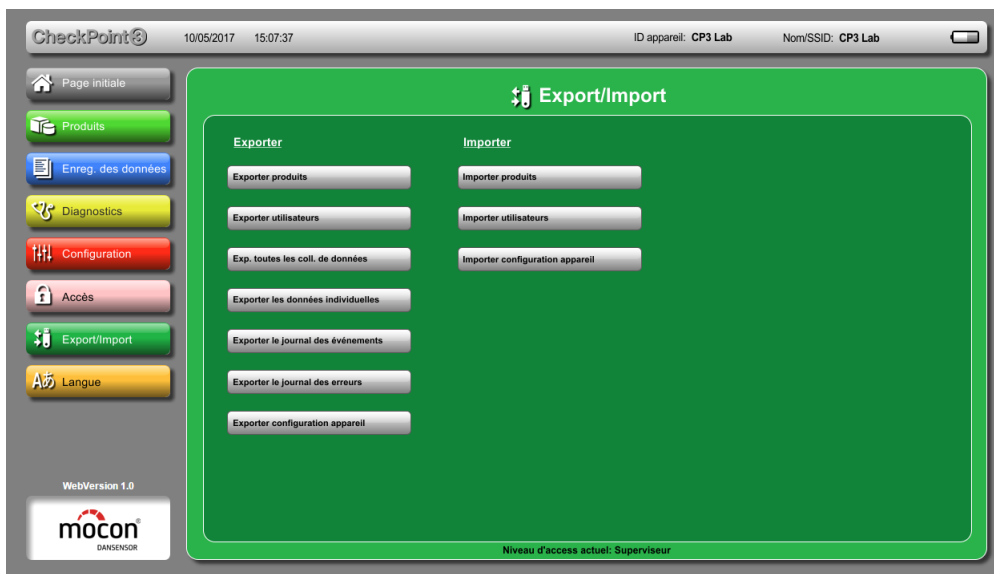 CheckPoint3 10/05/2017 15:07:37 ID appareil: CP3 Lab Nom/SSID: CP3 Lab
Page initiale
Produits
Enreg. des données
Diagnostics
Configuration
Accès
Export/Import
Aあ Langue
WebVersion 1.0
mocon®
DANSENSOR
Export/Import
Exporter
Exporter produits
Exporter utilisateurs
Exp. toutes les coll. de données
Exporter les données individuelles
Exporter le journal des événements
Exporter le journal des erreurs
Exporter configuration appareil
Importer
Importer produits
Importer utilisateurs
Importer configuration appareil
Niveau d'access actuel: Superviseur